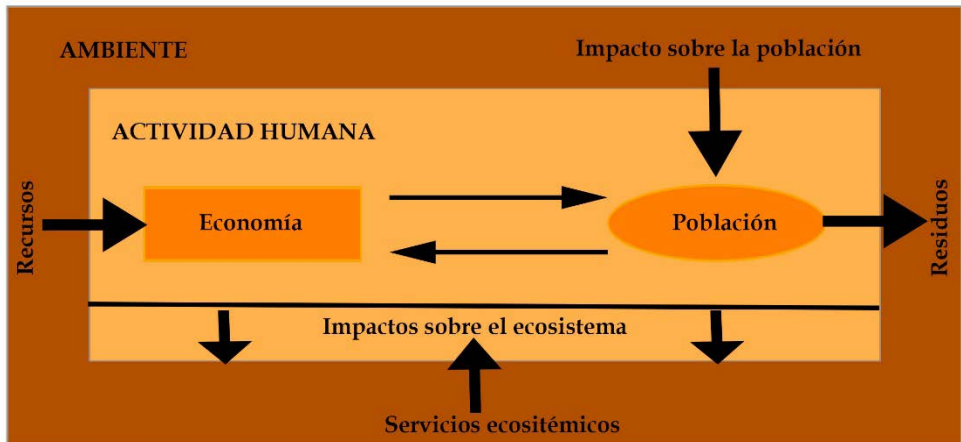 AMBIENTE
Impacto sobre la población
ACTIVIDAD HUMANA
Recursos
Economía
Población
Residuos
Impactos sobre el ecosistema
Servicios ecositémicos